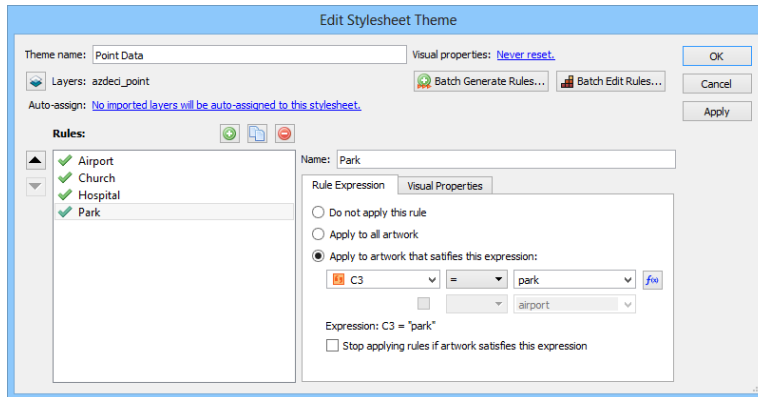 Edit Stylesheet Theme
Theme name: Point Data
Visual properties: Never reset.
OK
Layers: azdeci_point
Batch Generate Rules...
Batch Edit Rules...
Cancel
Auto-assign: No imported layers will be auto-assigned to this stylesheet.
Apply
Rules:
Airport
Church
Hospital
Park
Name: Park
Rule Expression
Visual Properties
Do not apply this rule
Apply to all artwork
Apply to artwork that satifies this expression:
C3 = park f(x)
airport
Expression: C3 = "park"
Stop applying rules if artwork satisfies this expression